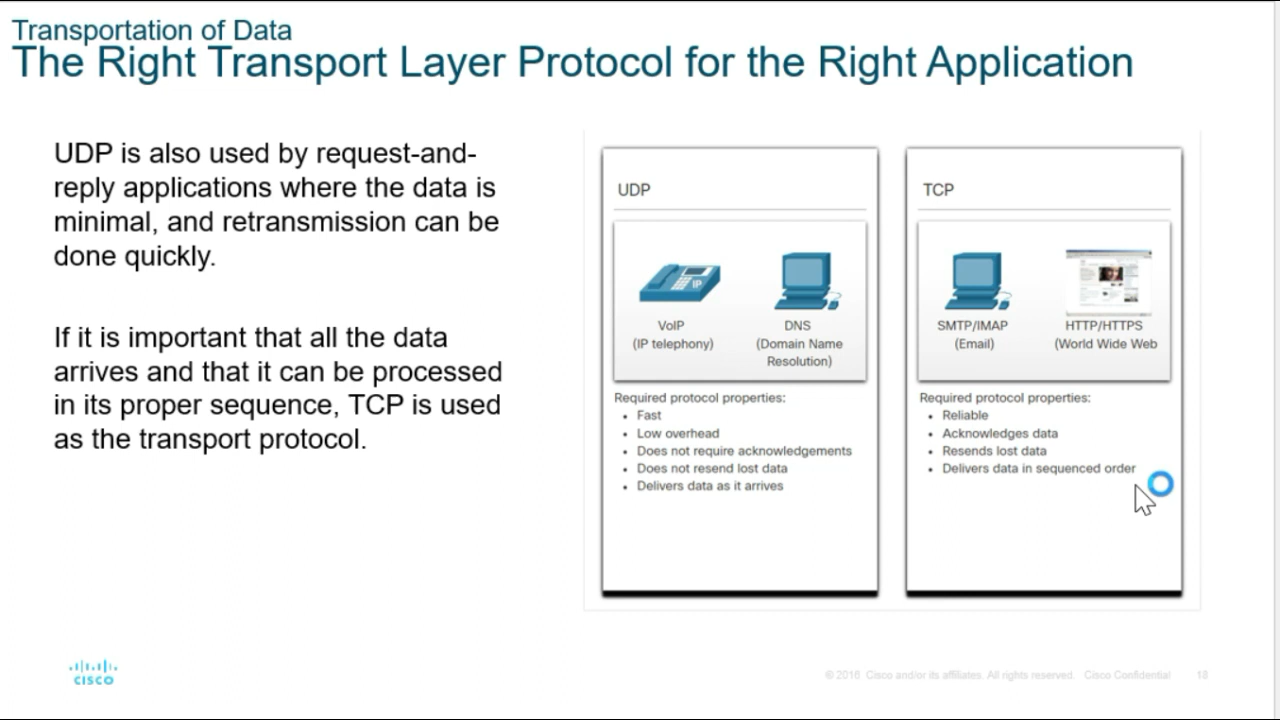 Transportation of Data
The Right Transport Layer Protocol for the Right Application
UDP is also used by request-and-
reply applications where the data is
minimal, and retransmission can be
done quickly.
If it is important that all the data
arrives and that it can be processed
in its proper sequence, TCP is used
as the transport protocol.
UDP
IP
VoIP
(IP telephony)
DNS
(Domain Name
Resolution)
Required protocol properties:
• Fast
• Low overhead
• Does not require acknowledgements
• Does not resend lost data
• Delivers data as it arrives
TCP
SMTP/IMAP
(Email)
HTTP/HTTPS
(World Wide Web
Required protocol properties:
• Reliable
• Acknowledges data
• Resends lost data
• Delivers data in sequenced order
CISCO
© 2016 Cisco and/or its affiliates. All rights reserved. Cisco Confidential
18